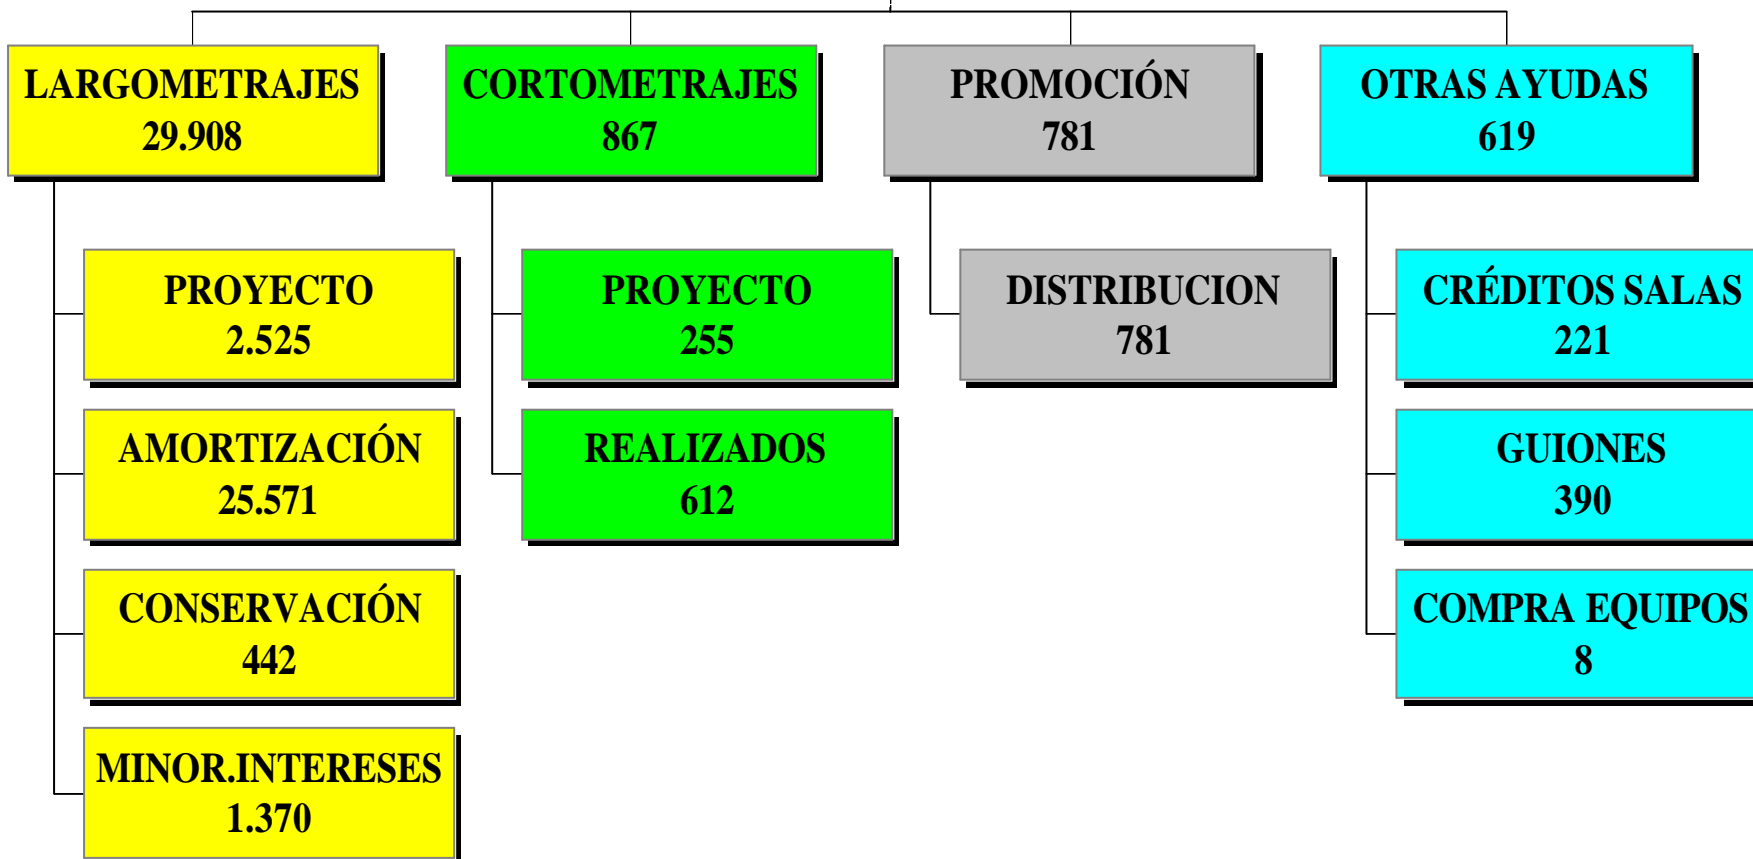 LARGOMETRAJES
29.908
CORTOMETRAJES
867
PROMOCIÓN
781
OTRAS AYUDAS
619
PROYECTO
2.525
AMORTIZACIÓN
25.571
CONSERVACIÓN
442
MINOR.INTERESES
1.370
PROYECTO
255
REALIZADOS
612
DISTRIBUCION
781
CRÉDITOS SALAS
221
GUIONES
390
COMPRA EQUIPOS
8